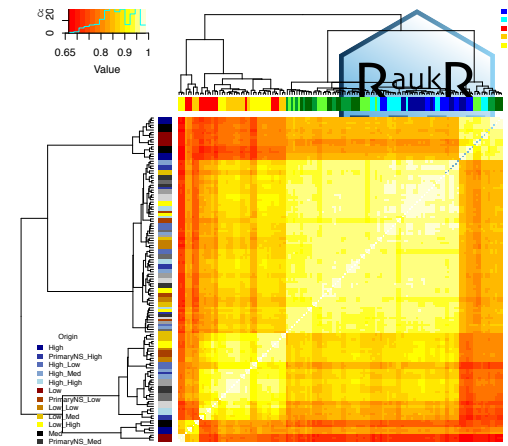 0 20
0.65 0.8 0.9 1
Value
RaukR
Origin
High
PrimaryNS_High
High_Low
High_Med
High_High
Low
PrimaryNS_Low
Low_Low
Low_Med
Low_High
Med
PrimaryNS_Med